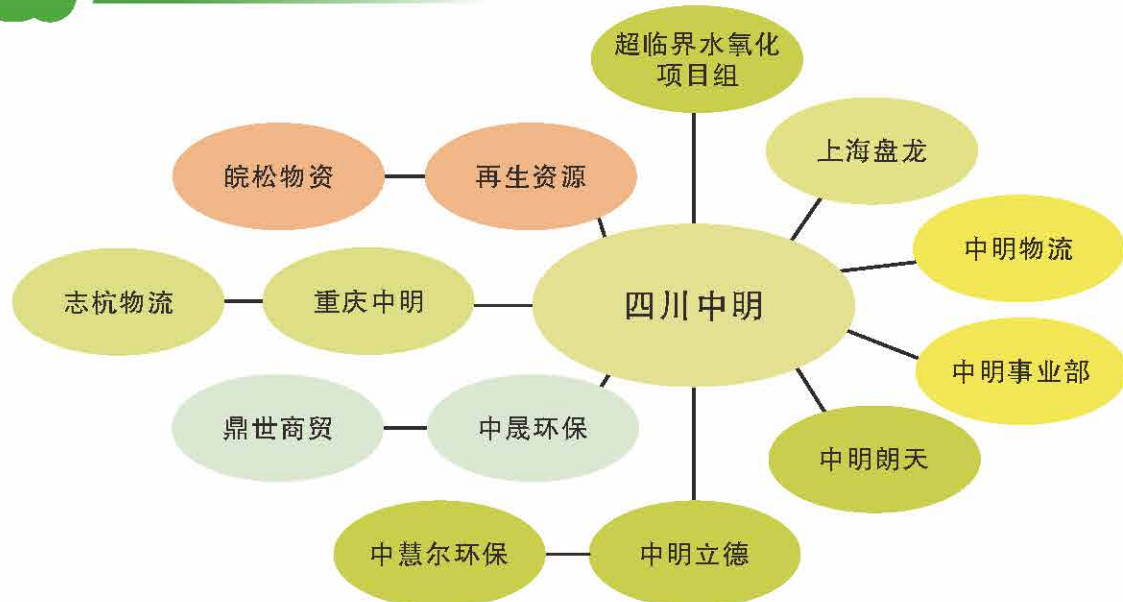 超临界水氧化
项目组
上海盘龙
皖松物资
再生资源
中明物流
志杭物流
重庆中明
四川中明
中明事业部
鼎世商贸
中晟环保
中明朗天
中慧尔环保
中明立德